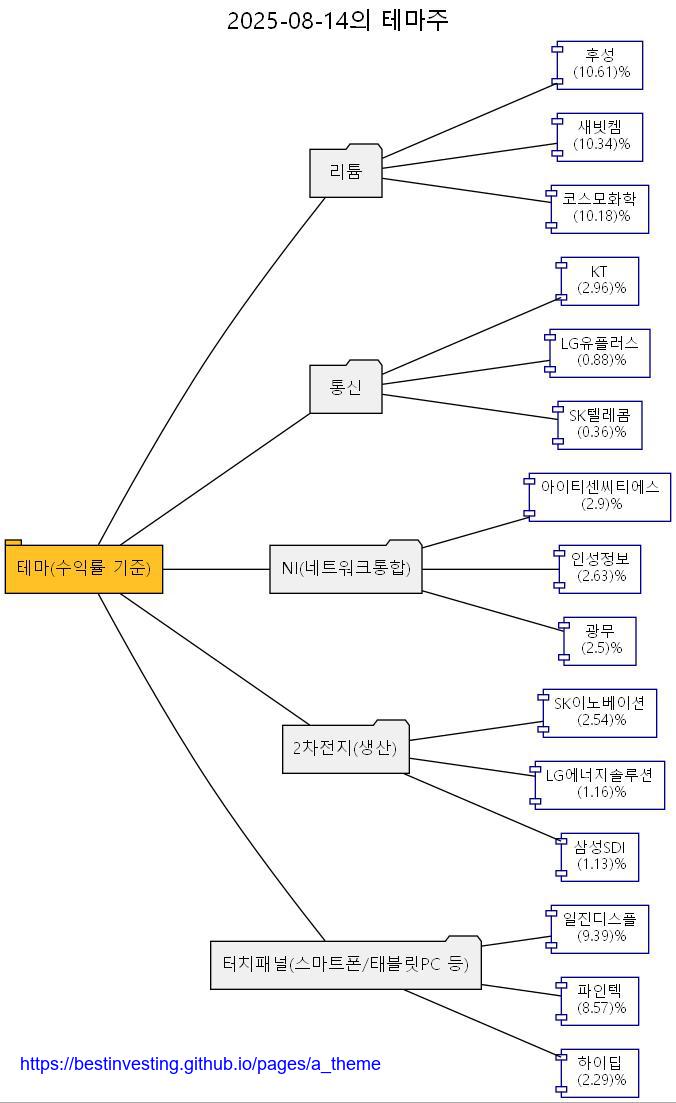 2025-08-14의 테마주
후성
(10.61)%
새빗켐
(10.34)%
리튬
코스모화학
(10.18)%
KT
(2.96)%
LG유플러스
(0.88)%
통신
SK텔레콤
(0.36)%
아이티센씨티에스
(2.9)%
테마(수익률 기준)
NI(네트워크통합)
인성정보
(2.63)%
광무
(2.5)%
SK이노베이션
(2.54)%
2차전지(생산)
LG에너지솔루션
(1.16)%
삼성SDI
(1.13)%
일진디스플
(9.39)%
터치패널(스마트폰/태블릿PC 등)
파인텍
(8.57)%
하이딥
(2.29)%
https://bestinvesting.github.io/pages/a_theme